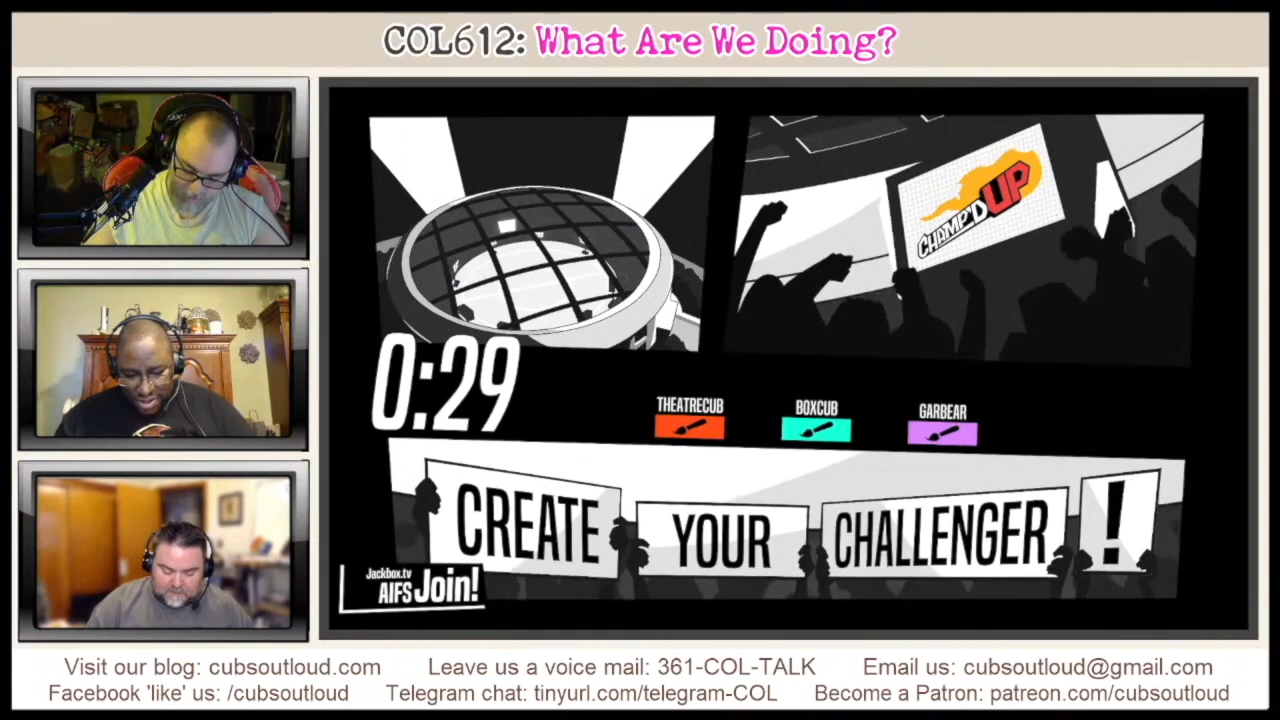 COL612: What Are We Doing?
CHAMP'D UP
0:29
THEATRECUB
BOXCUB
GARBEAR
CREATE YOUR CHALLENGER !
Jackbox.tv
AIFS Join!
Visit our blog: cubsoutloud.com Leave us a voice mail: 361-COL-TALK Email us: cubsoutloud@gmail.com
Facebook 'like' us: /cubsoutloud Telegram chat: tinyurl.com/telegram-COL Become a Patron: patreon.com/cubsoutloud